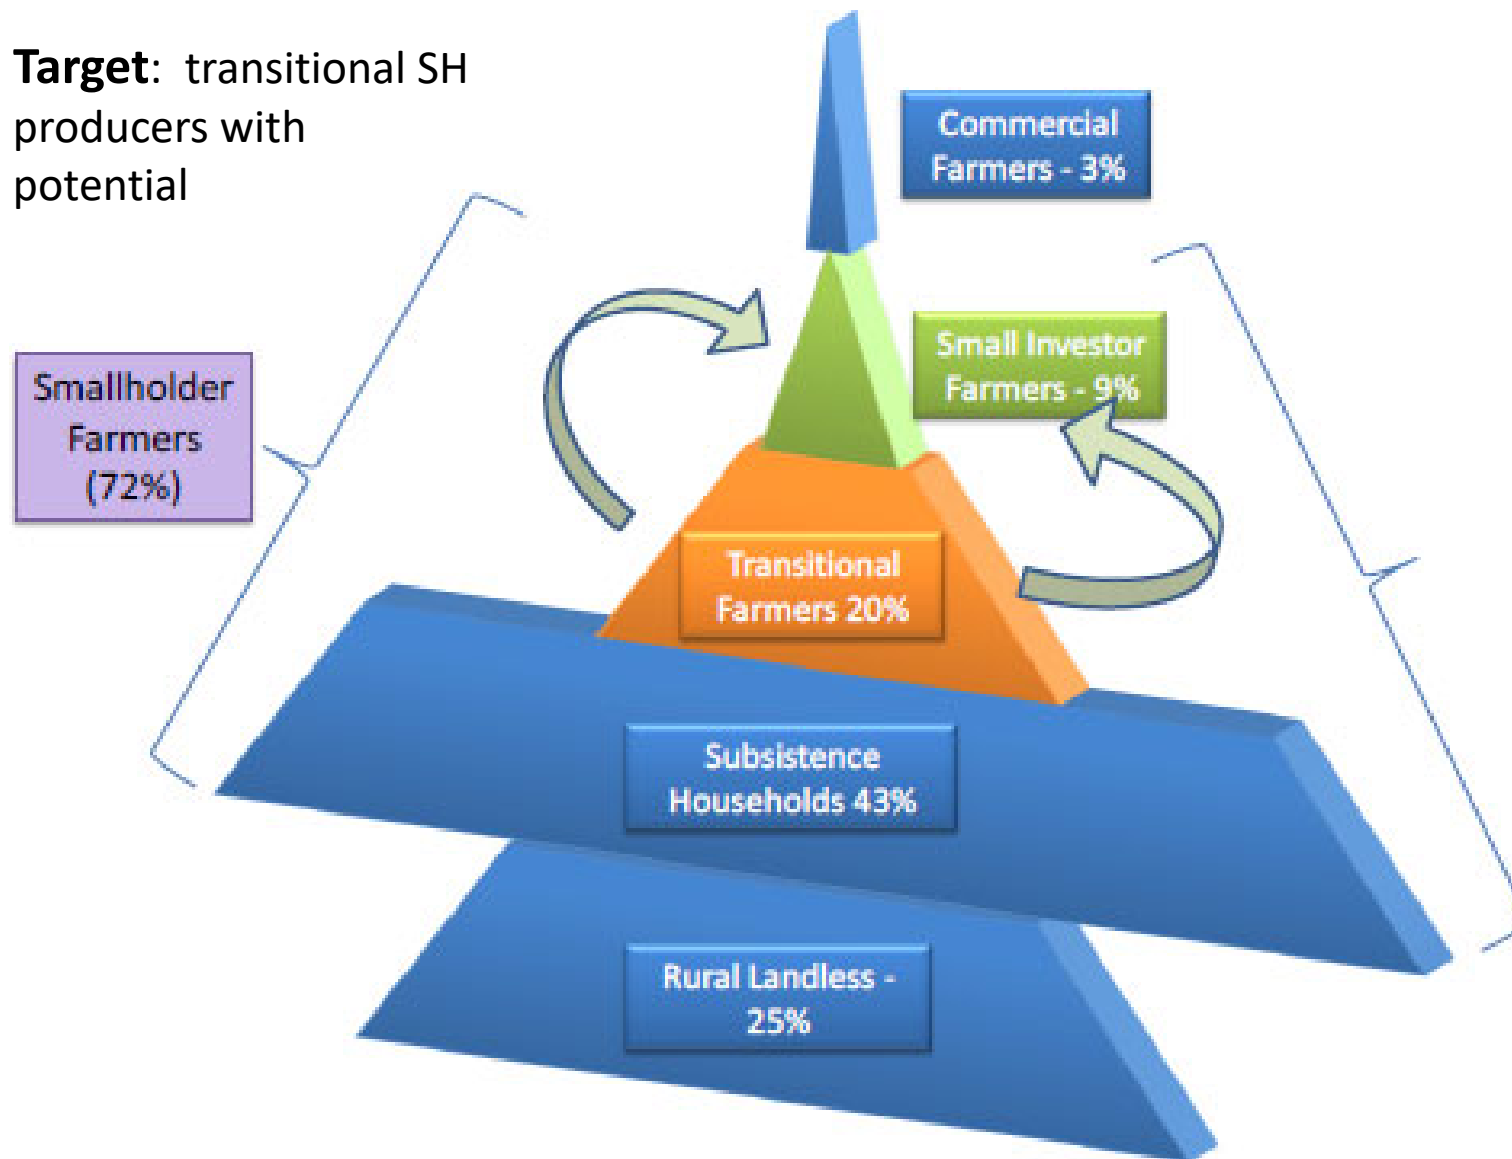 Target: transitional SH
producers with
potential
Commercial
Farmers - 3%
Small Investor
Farmers - 9%
Smallholder
Farmers
(72%)
Transitional
Farmers 20%
Subsistence
Households 43%
Rural Landless -
25%